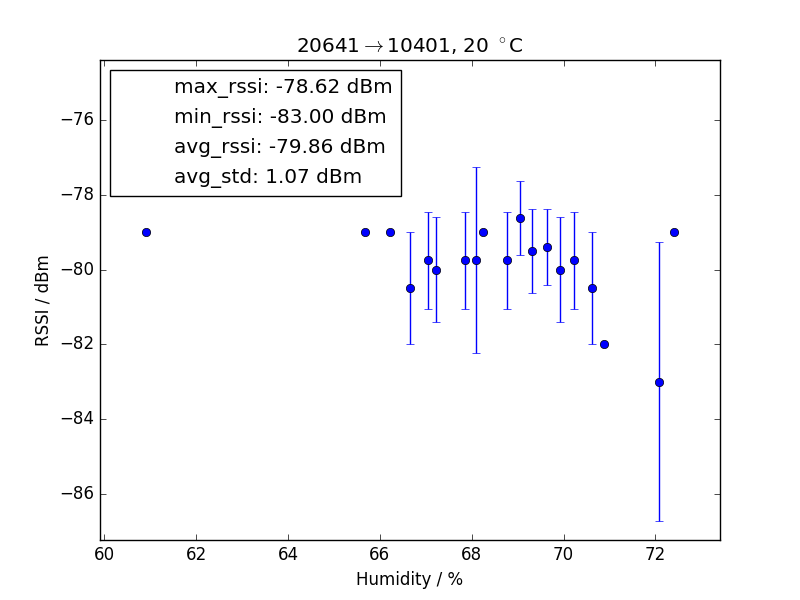 20641→10401, 20 °C
max_rssi: -78.62 dBm
min_rssi: -83.00 dBm
avg_rssi: -79.86 dBm
avg_std: 1.07 dBm
−76
−78
−80
−82
−84
−86
RSSI / dBm
60 62 64 66 68 70 72
Humidity / %